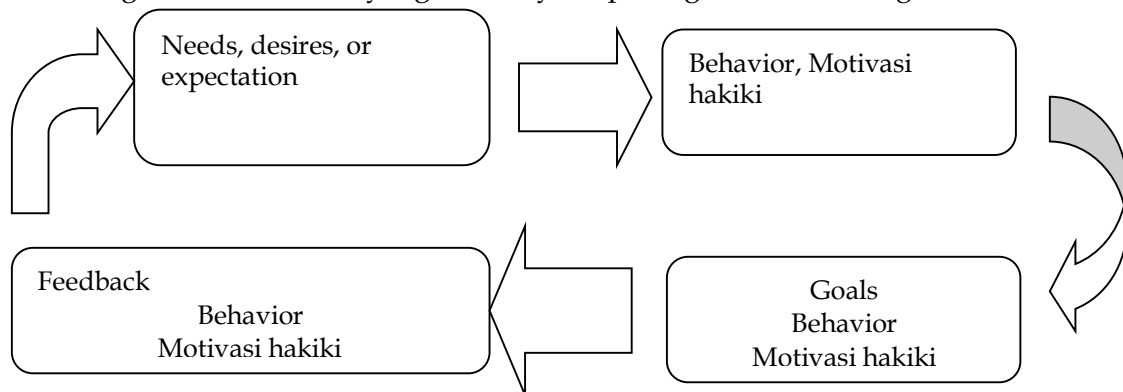 Needs, desires, or
expectation
Behavior, Motivasi
hakiki
Feedback
Behavior
Motivasi hakiki
Goals
Behavior
Motivasi hakiki